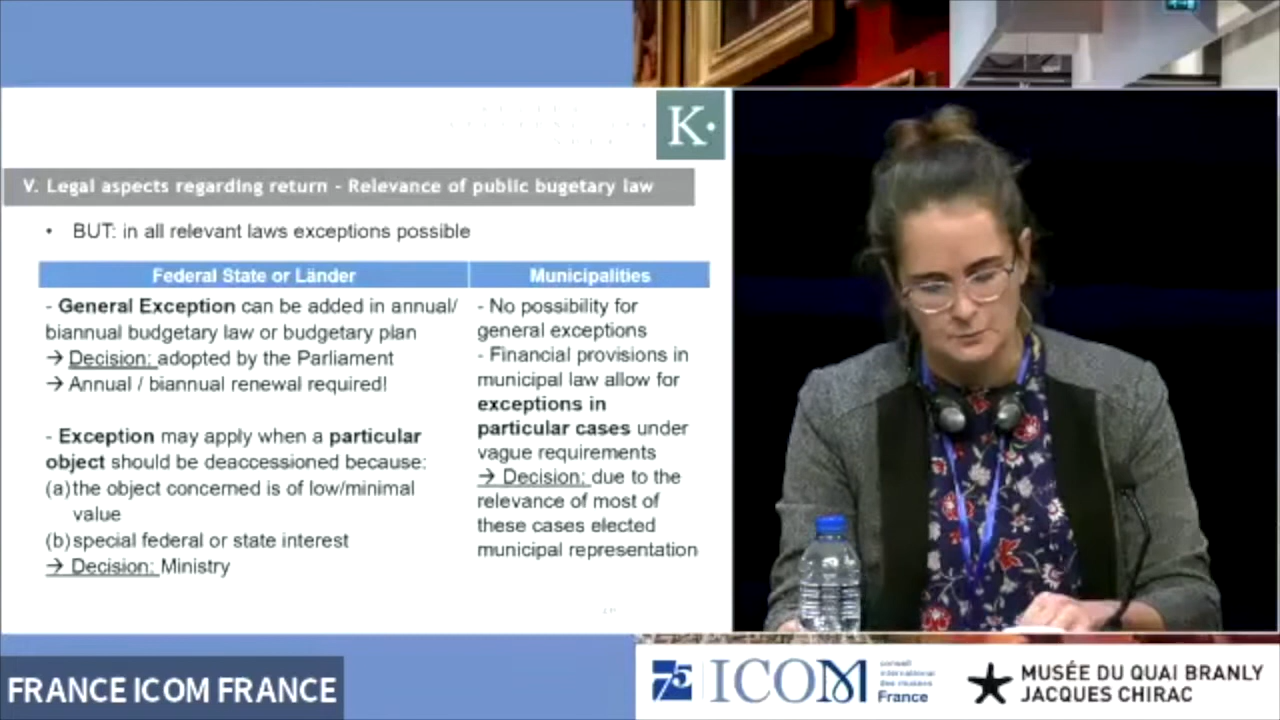 K.
V. Legal aspects regarding return - Relevance of public bugetary law
• BUT: in all relevant laws exceptions possible
Federal State or Länder
- General Exception can be added in annual/
biannual budgetary law or budgetary plan
→ Decision: adopted by the Parliament
→ Annual / biannual renewal required!
- Exception may apply when a particular
object should be deaccessioned because:
(a) the object concerned is of low/minimal
value
(b) special federal or state interest
→ Decision: Ministry
Municipalities
- No possibility for
general exceptions
- Financial provisions in
municipal law allow for
exceptions in
particular cases under
vague requirements
→ Decision: due to the
relevance of most of
these cases elected
municipal representation
FRANCE ICOM FRANCE
75
ICOM
conseil
international
des musées
France
MUSÉE DU QUAI BRANLY
JACQUES CHIRAC